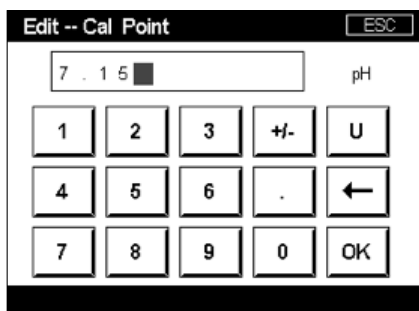 Edit -- Cal Point ESC
7 . 1 5 pH
1 2 3 +/- U
4 5 6 . ←
7 8 9 0 OK